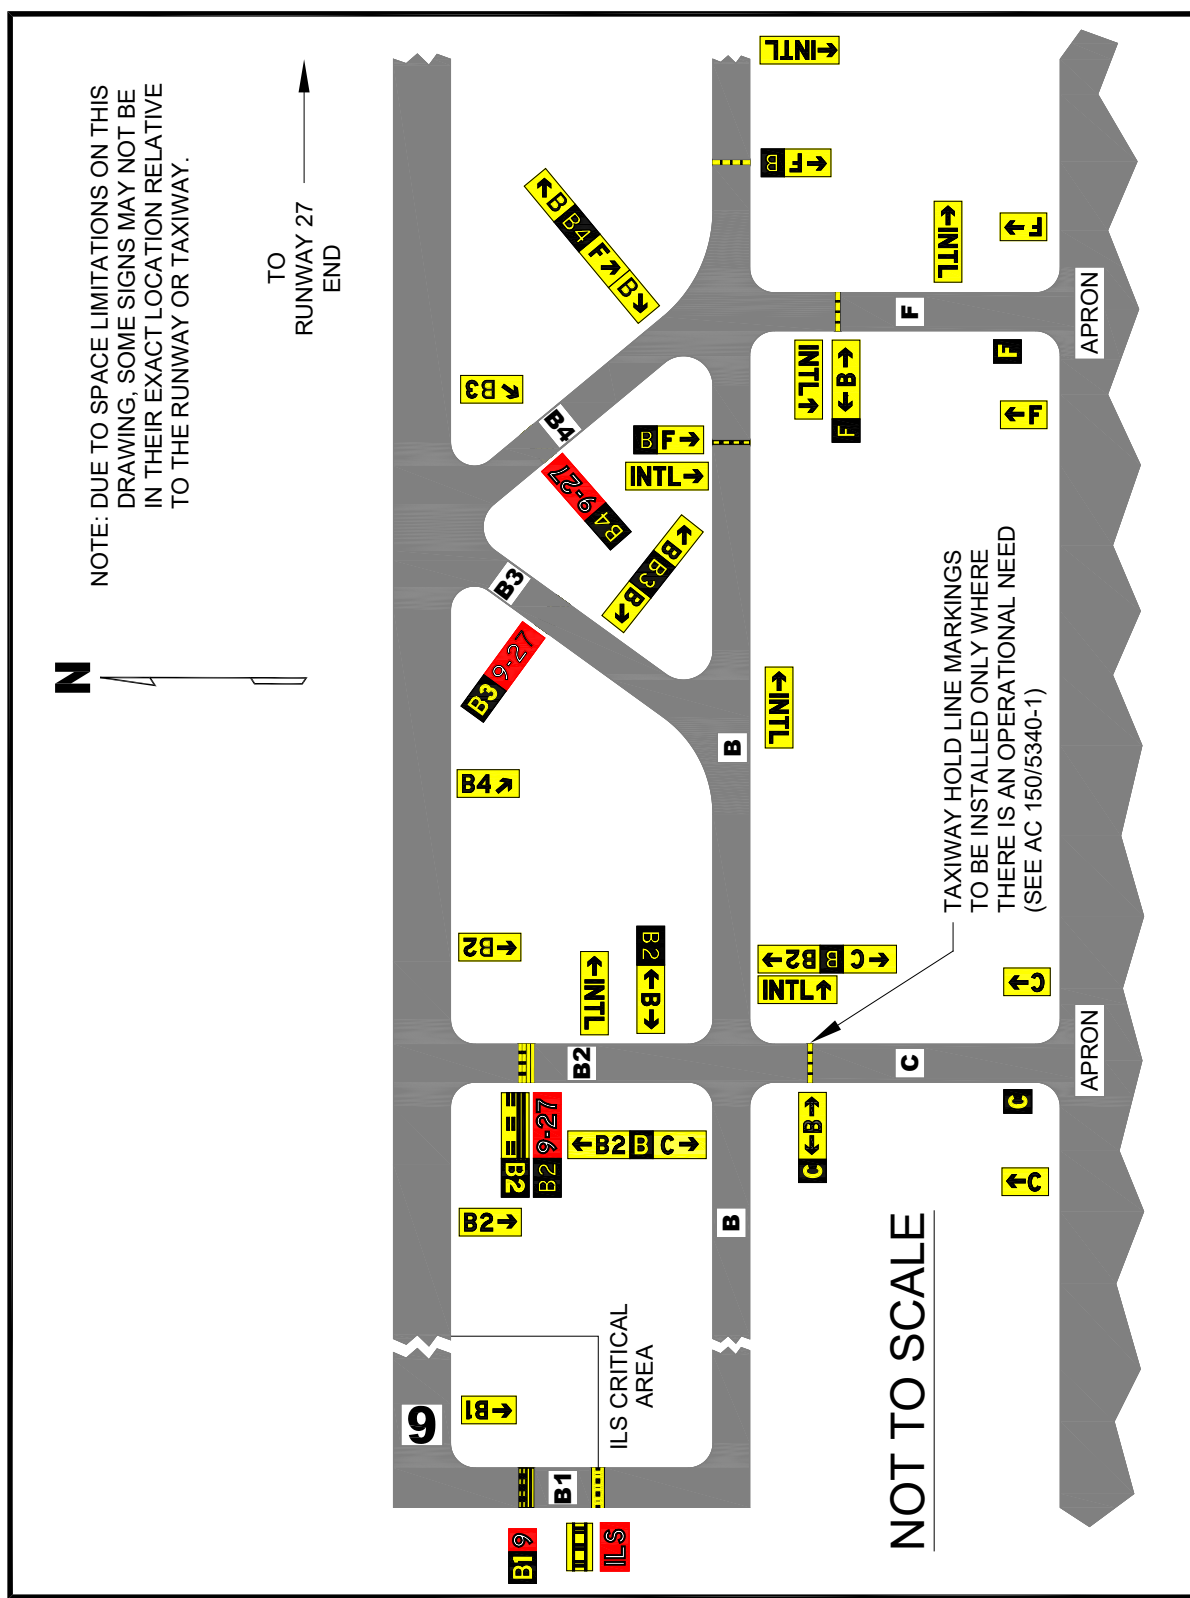 NOTE: DUE TO SPACE LIMITATIONS ON THIS
DRAWING, SOME SIGNS MAY NOT BE
IN THEIR EXACT LOCATION RELATIVE
TO THE RUNWAY OR TAXIWAY.
TO
RUNWAY 27
END
N
9
B1
B2
B3
B4
B
B
C
F
APRON
APRON
B1 9
ILS
ILS CRITICAL
AREA
B1
B2
B2
B2 9-27
B2 B C
B2
INTL
B2
B
B4
B3 9-27
B B3 B
B4 9-27
INTL
B F
B3
B B4 F B
INTL
B F
INTL
INTL
F
F B
INTL
F
F
INTL
INTL
B2 B C
C B
C
C
C
TAXIWAY HOLD LINE MARKINGS
TO BE INSTALLED ONLY WHERE
THERE IS AN OPERATIONAL NEED
(SEE AC 150/5340-1)
NOT TO SCALE